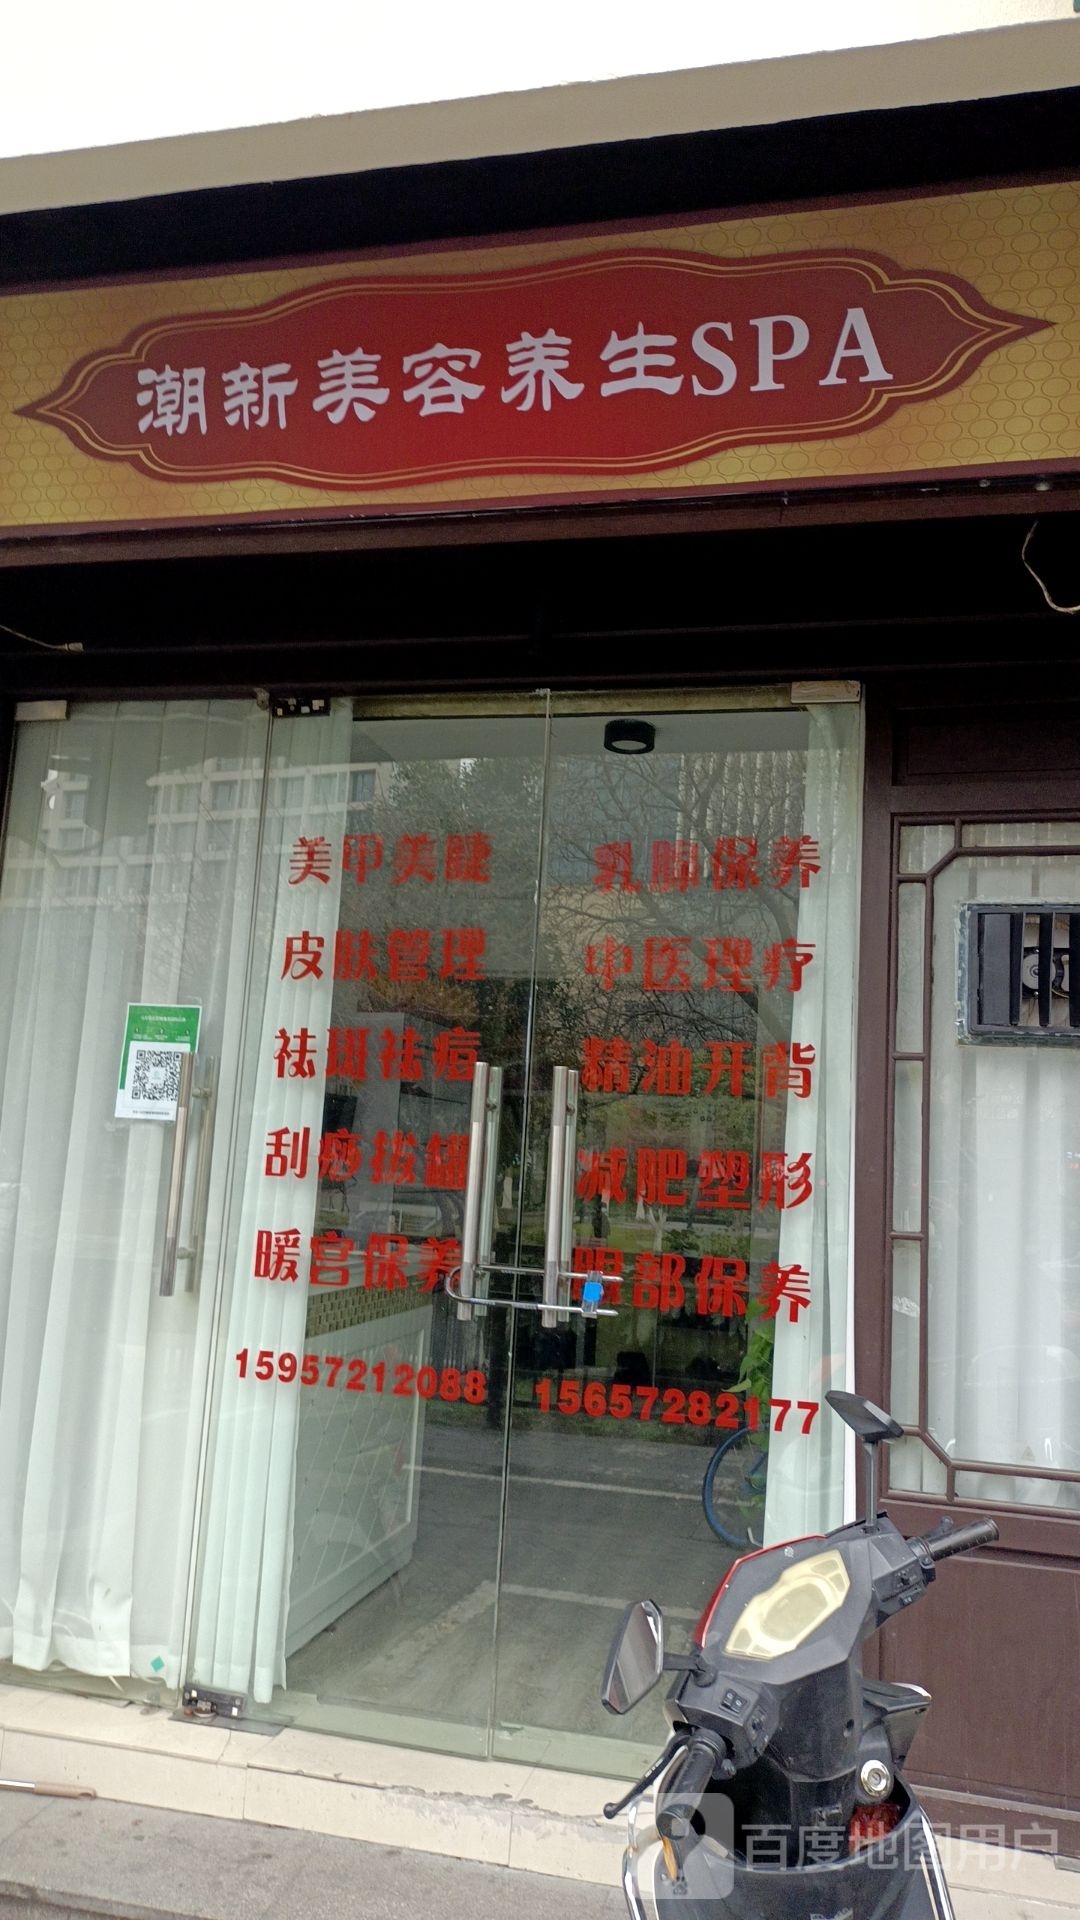 潮新美容养生SPA
美甲美睫
皮肤管理
祛斑祛痘
刮痧拔罐
暖宫保养
15957212088
乳腺保养
中医理疗
精油开背
减肥塑形
眼部保养
15657282177
百度地图用户